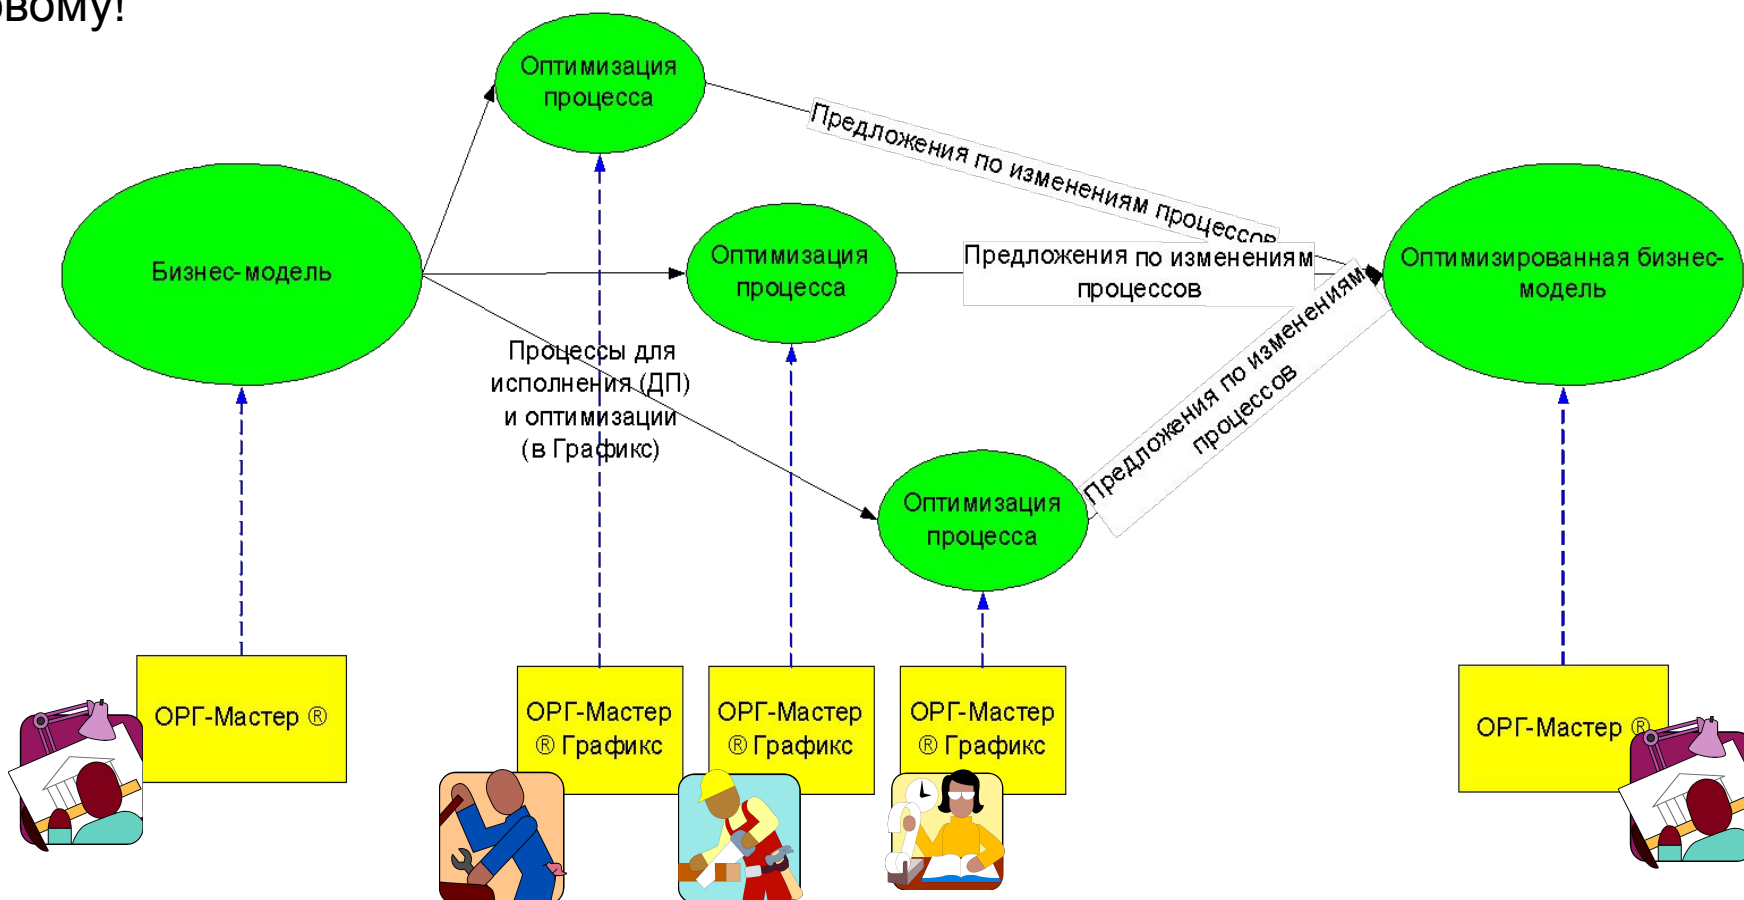 овому!
Оптимизация
процесса
Предложения по изменениям процессов
Бизнес-модель
Оптимизация
процесса
Предложения по изменениям
процессов
Оптимизированная бизнес-
модель
Процессы для
исполнения (ДП)
и оптимизации
(в Графикс)
Предложения по изменениям
процессов
Оптимизация
процесса
ОРГ-Мастер ®
ОРГ-Мастер
® Графикс
ОРГ-Мастер
® Графикс
ОРГ-Мастер
® Графикс
ОРГ-Мастер ®